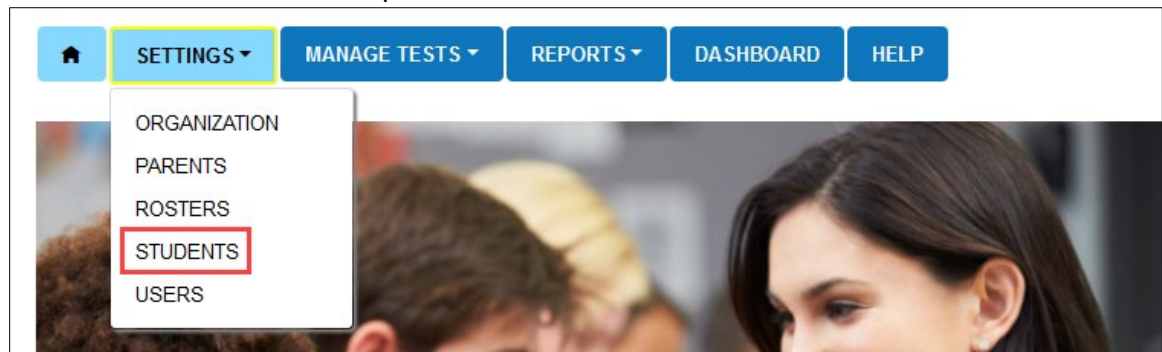 SETTINGS MANAGE TESTS REPORTS DASHBOARD HELP
ORGANIZATION
PARENTS
ROSTERS
STUDENTS
USERS